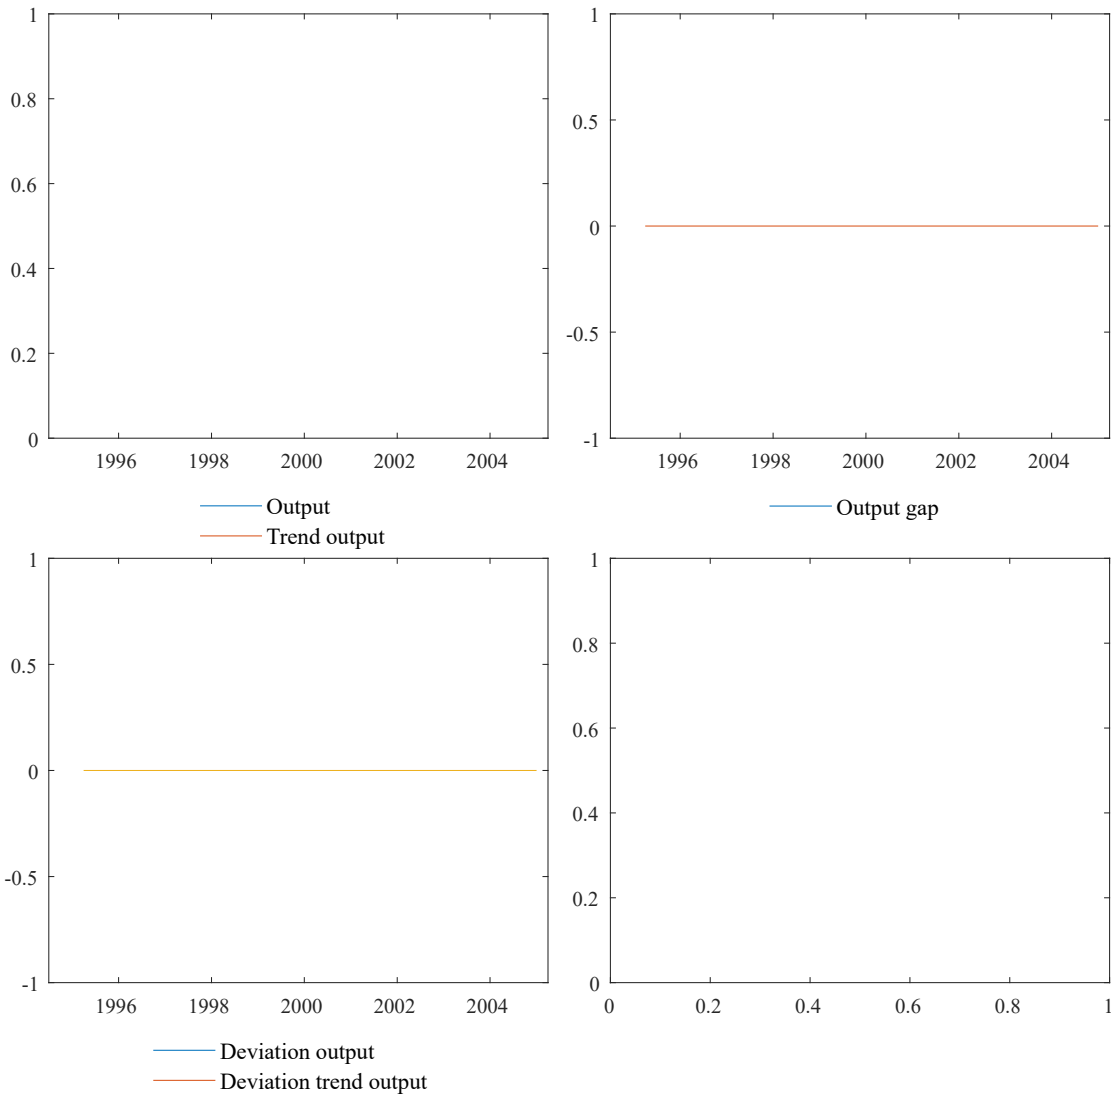 1
0.8
0.6
0.4
0.2
0
1996 1998 2000 2002 2004
Output
Trend output
1
0.5
0
-0.5
-1
1996 1998 2000 2002 2004
Output gap
1
0.5
0
-0.5
-1
1996 1998 2000 2002 2004
Deviation output
Deviation trend output
1
0.8
0.6
0.4
0.2
0
0 0.2 0.4 0.6 0.8 1